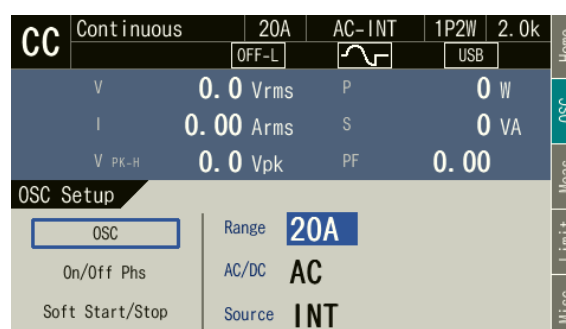 CC Continuous 20A AC-INT 1P2W 2.0k
OFF-L USB
V 0.0 Vrms P 0 W
I 0.00 Arms S 0 VA
V PK-H 0.0 Vpk PF 0.00
OSC Setup
OSC Range 20A
On/Off Phs AC/DC AC
Soft Start/Stop Source INT
Home
OSC
Meas
Limit
Misc